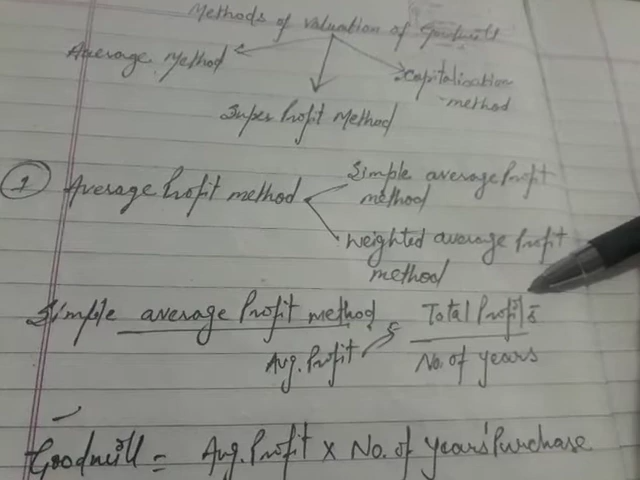 Methods of valuation of Goodwill
Average Method
Capitalisation
method
Super Profit Method
1 Average Profit method
Simple average Profit
method
Weighted average Profit
method
Simple average Profit method
Total Profits
Avg. Profit
No. of years
Goodwill = Avg. Profit x No. of years' Purchase